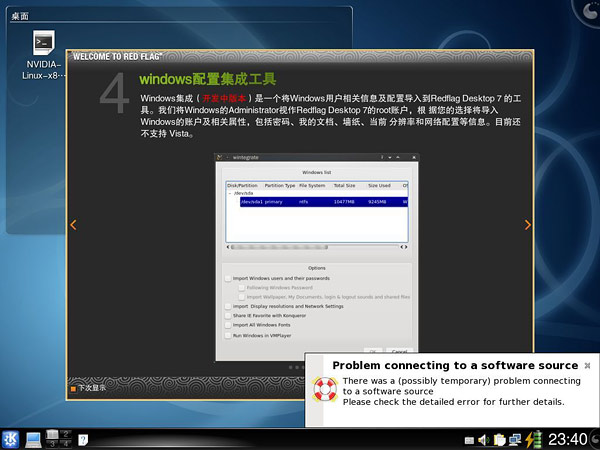 桌面
NVIDIA-
Linux-x8...
WELCOME TO RED FLAG
4
windows配置集成工具
Windows集成（开发中版本）是一个将Windows用户相关信息及配置导入到Redflag Desktop 7 的工
具。我们将Windows的Administrator视作Redflag Desktop 7的root账户，根 据您的选择将导入
Windows的账户及相关属性，包括密码、我的文档、墙纸、当前 分辨率和网络配置等信息。目前还
不支持 Vista。
wintegrate
Windows list
Disk/Partition Partition Type File System Total Size Size Used OS
/dev/sda
/dev/sda1 primary ntfs 10477MB 9245MB W
Options
Import Windows users and their passwords
Following Windows Password
Import Wallpaper, My Documents, login & logout sounds and shared files
Import Display resolutions and Network Settings
Share IE Favorite with Konqueror
Import All Windows Fonts
Run Windows in VMPlayer
OK Cancel
下次显示
Problem connecting to a software source
There was a (possibly temporary) problem connecting
to a software source
Please check the detailed error for further details.
1 2
3 4
23:40